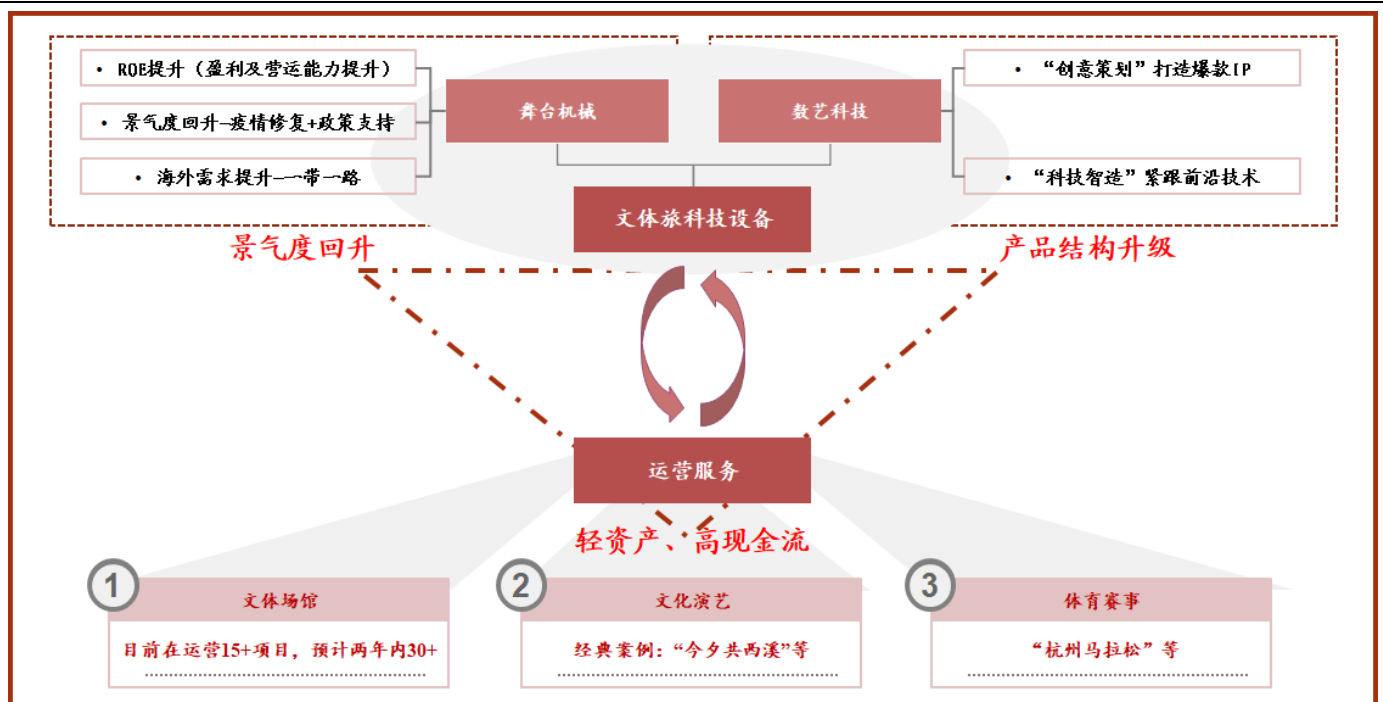 • ROE提升（盈利及营运能力提升）
• 景气度回升—疫情修复+政策支持
• 海外需求提升—一带一路
舞台机械
数艺科技
• “创意策划”打造爆款IP
• “科技智造”紧跟前沿技术
文体旅科技设备
景气度回升
产品结构升级
运营服务
轻资产、高现金流
1
文体场馆
目前在运营15+项目，预计两年内30+
2
文化演艺
经典案例：“今夕共西溪”等
3
体育赛事
“杭州马拉松”等